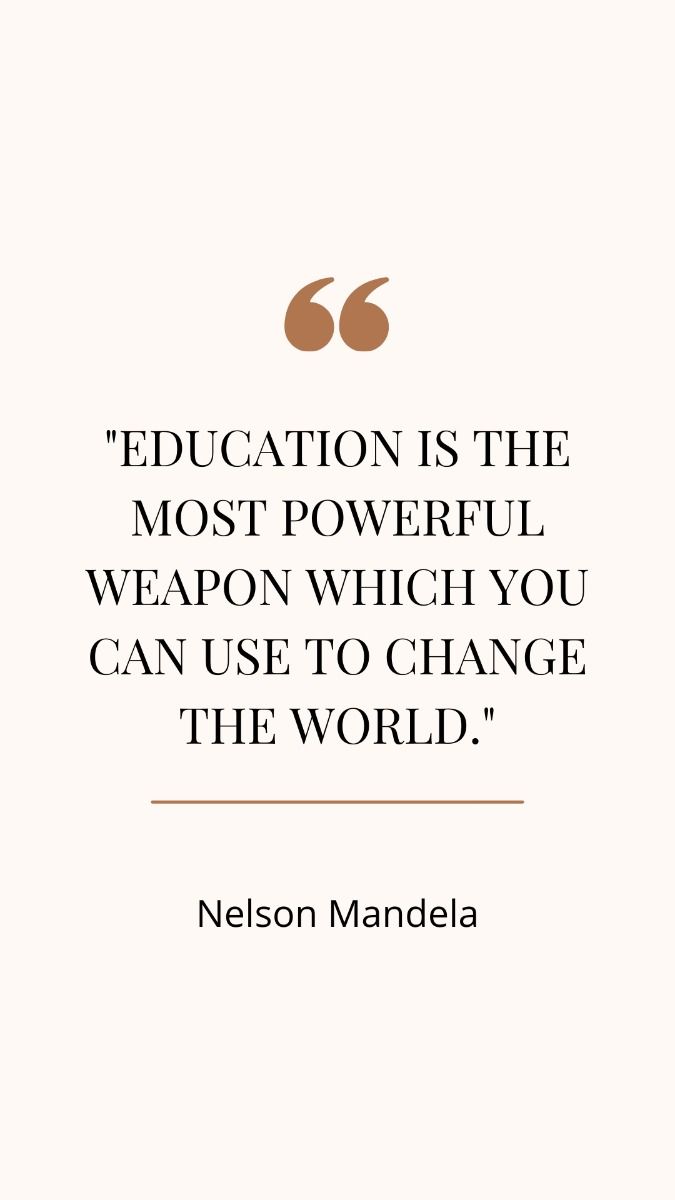 "EDUCATION IS THE
MOST POWERFUL
WEAPON WHICH YOU
CAN USE TO CHANGE
THE WORLD."
Nelson Mandela